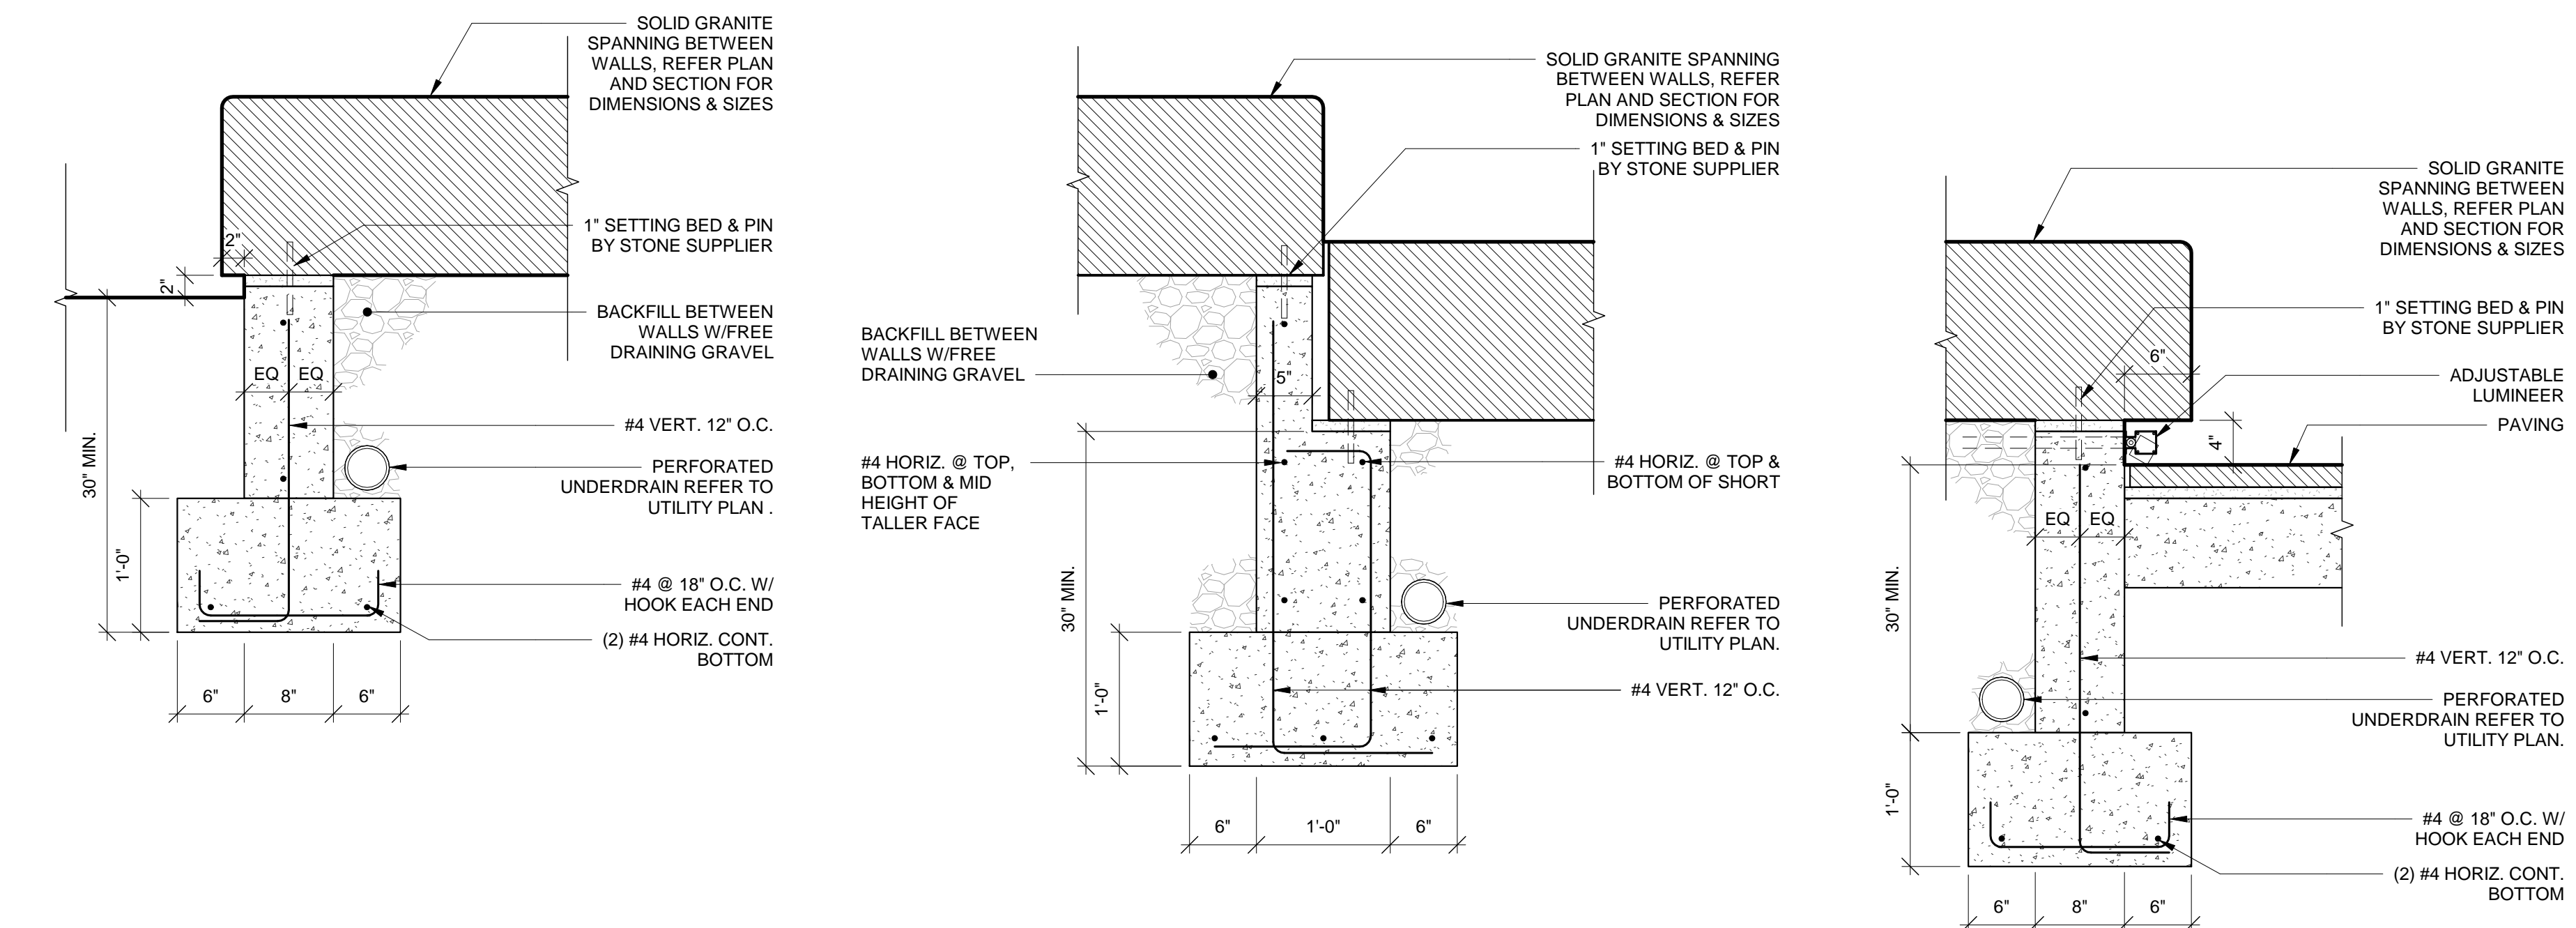 SOLID GRANITE
SPANNING BETWEEN
WALLS, REFER PLAN
AND SECTION FOR
DIMENSIONS & SIZES
2"
1" SETTING BED & PIN
BY STONE SUPPLIER
2"
BACKFILL BETWEEN
WALLS W/FREE
DRAINING GRAVEL
EQ EQ
#4 VERT. 12" O.C.
30" MIN.
PERFORATED
UNDERDRAIN REFER TO
UTILITY PLAN .
1'-0"
#4 @ 18" O.C. W/
HOOK EACH END
(2) #4 HORIZ. CONT.
BOTTOM
6" 8" 6"
SOLID GRANITE SPANNING
BETWEEN WALLS, REFER
PLAN AND SECTION FOR
DIMENSIONS & SIZES
1" SETTING BED & PIN
BY STONE SUPPLIER
BACKFILL BETWEEN
WALLS W/FREE
DRAINING GRAVEL
5"
#4 HORIZ. @ TOP,
BOTTOM & MID
HEIGHT OF
TALLER FACE
#4 HORIZ. @ TOP &
BOTTOM OF SHORT
30" MIN.
PERFORATED
UNDERDRAIN REFER TO
UTILITY PLAN.
1'-0"
#4 VERT. 12" O.C.
6" 1'-0" 6"
SOLID GRANITE
SPANNING BETWEEN
WALLS, REFER PLAN
AND SECTION FOR
DIMENSIONS & SIZES
1" SETTING BED & PIN
BY STONE SUPPLIER
6"
ADJUSTABLE
LUMINEER
PAVING
4"
EQ EQ
30" MIN.
#4 VERT. 12" O.C.
PERFORATED
UNDERDRAIN REFER TO
UTILITY PLAN.
1'-0"
#4 @ 18" O.C. W/
HOOK EACH END
(2) #4 HORIZ. CONT.
BOTTOM
6" 8" 6"